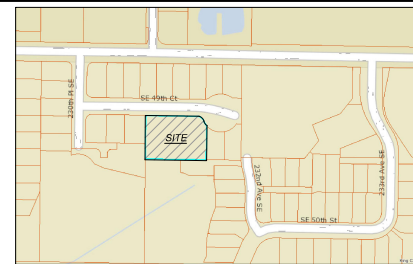 SE 49th Ct
230th Pl SE
SITE
232nd Ave SE
233rd Ave SE
SE 50th St